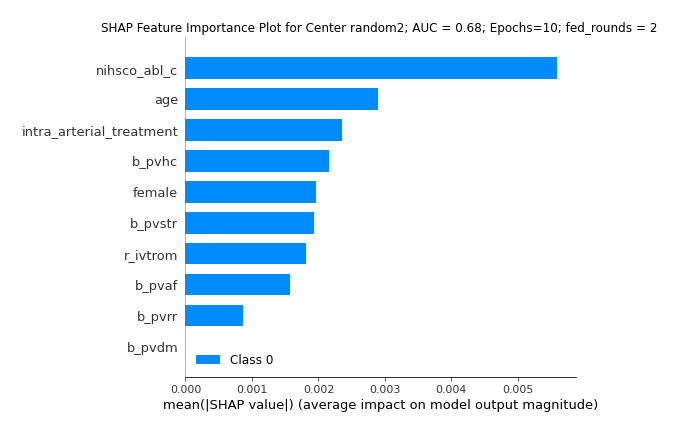 SHAP Feature Importance Plot for Center random2; AUC = 0.68; Epochs=10; fed_rounds = 2
nihsco_abl_c
age
intra_arterial_treatment
b_pvhc
female
b_pvstr
r_ivtrom
b_pvaf
b_pvrr
b_pvdm
Class 0
0.000 0.001 0.002 0.003 0.004 0.005
mean(|SHAP value|) (average impact on model output magnitude)